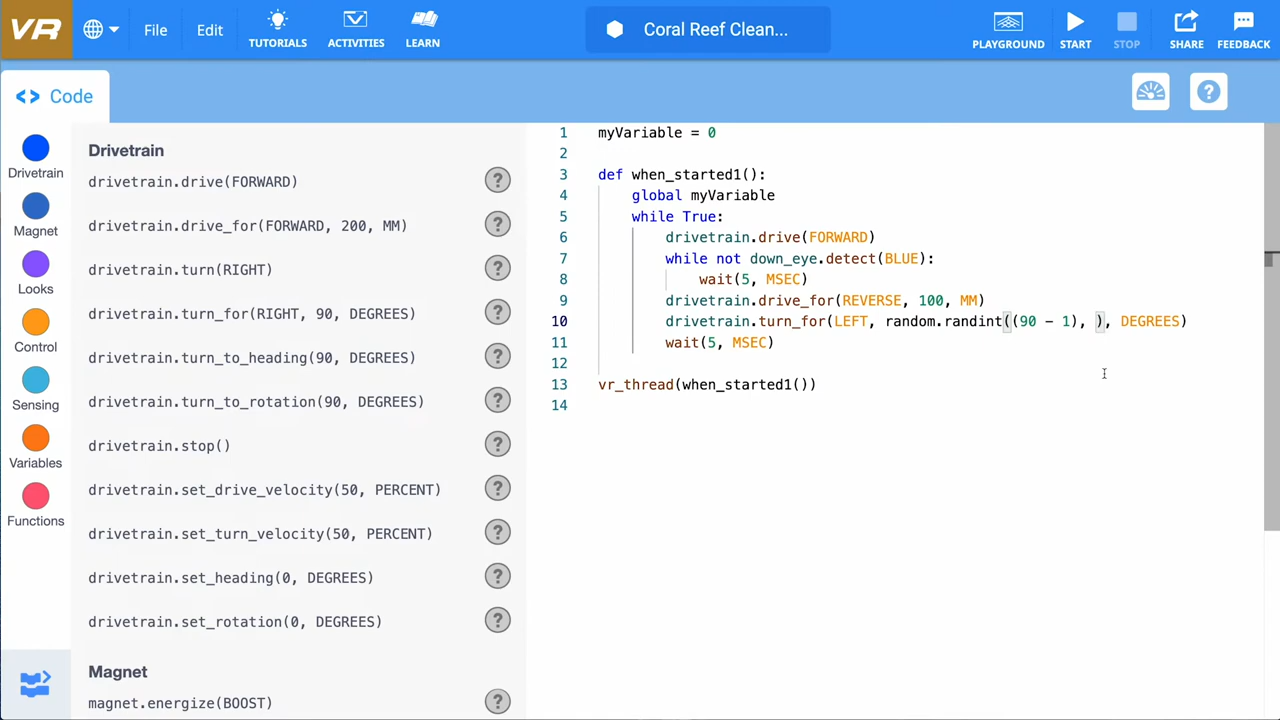 VR
File
Edit
TUTORIALS
ACTIVITIES
LEARN
Coral Reef Clean...
PLAYGROUND
START
STOP
SHARE
FEEDBACK
<> Code
?
Drivetrain
Magnet
Looks
Control
Sensing
Variables
Functions
Drivetrain
drivetrain.drive(FORWARD) ?
drivetrain.drive_for(FORWARD, 200, MM) ?
drivetrain.turn(RIGHT) ?
drivetrain.turn_for(RIGHT, 90, DEGREES) ?
drivetrain.turn_to_heading(90, DEGREES) ?
drivetrain.turn_to_rotation(90, DEGREES) ?
drivetrain.stop() ?
drivetrain.set_drive_velocity(50, PERCENT) ?
drivetrain.set_turn_velocity(50, PERCENT) ?
drivetrain.set_heading(0, DEGREES) ?
drivetrain.set_rotation(0, DEGREES) ?
Magnet
magnet.energize(BOOST) ?
1 myVariable = 0
2
3 def when_started1():
4 global myVariable
5 while True:
6 drivetrain.drive(FORWARD)
7 while not down_eye.detect(BLUE):
8 wait(5, MSEC)
9 drivetrain.drive_for(REVERSE, 100, MM)
10 drivetrain.turn_for(LEFT, random.randint((90 - 1), ), DEGREES)
11 wait(5, MSEC)
12
13 vr_thread(when_started1())
14